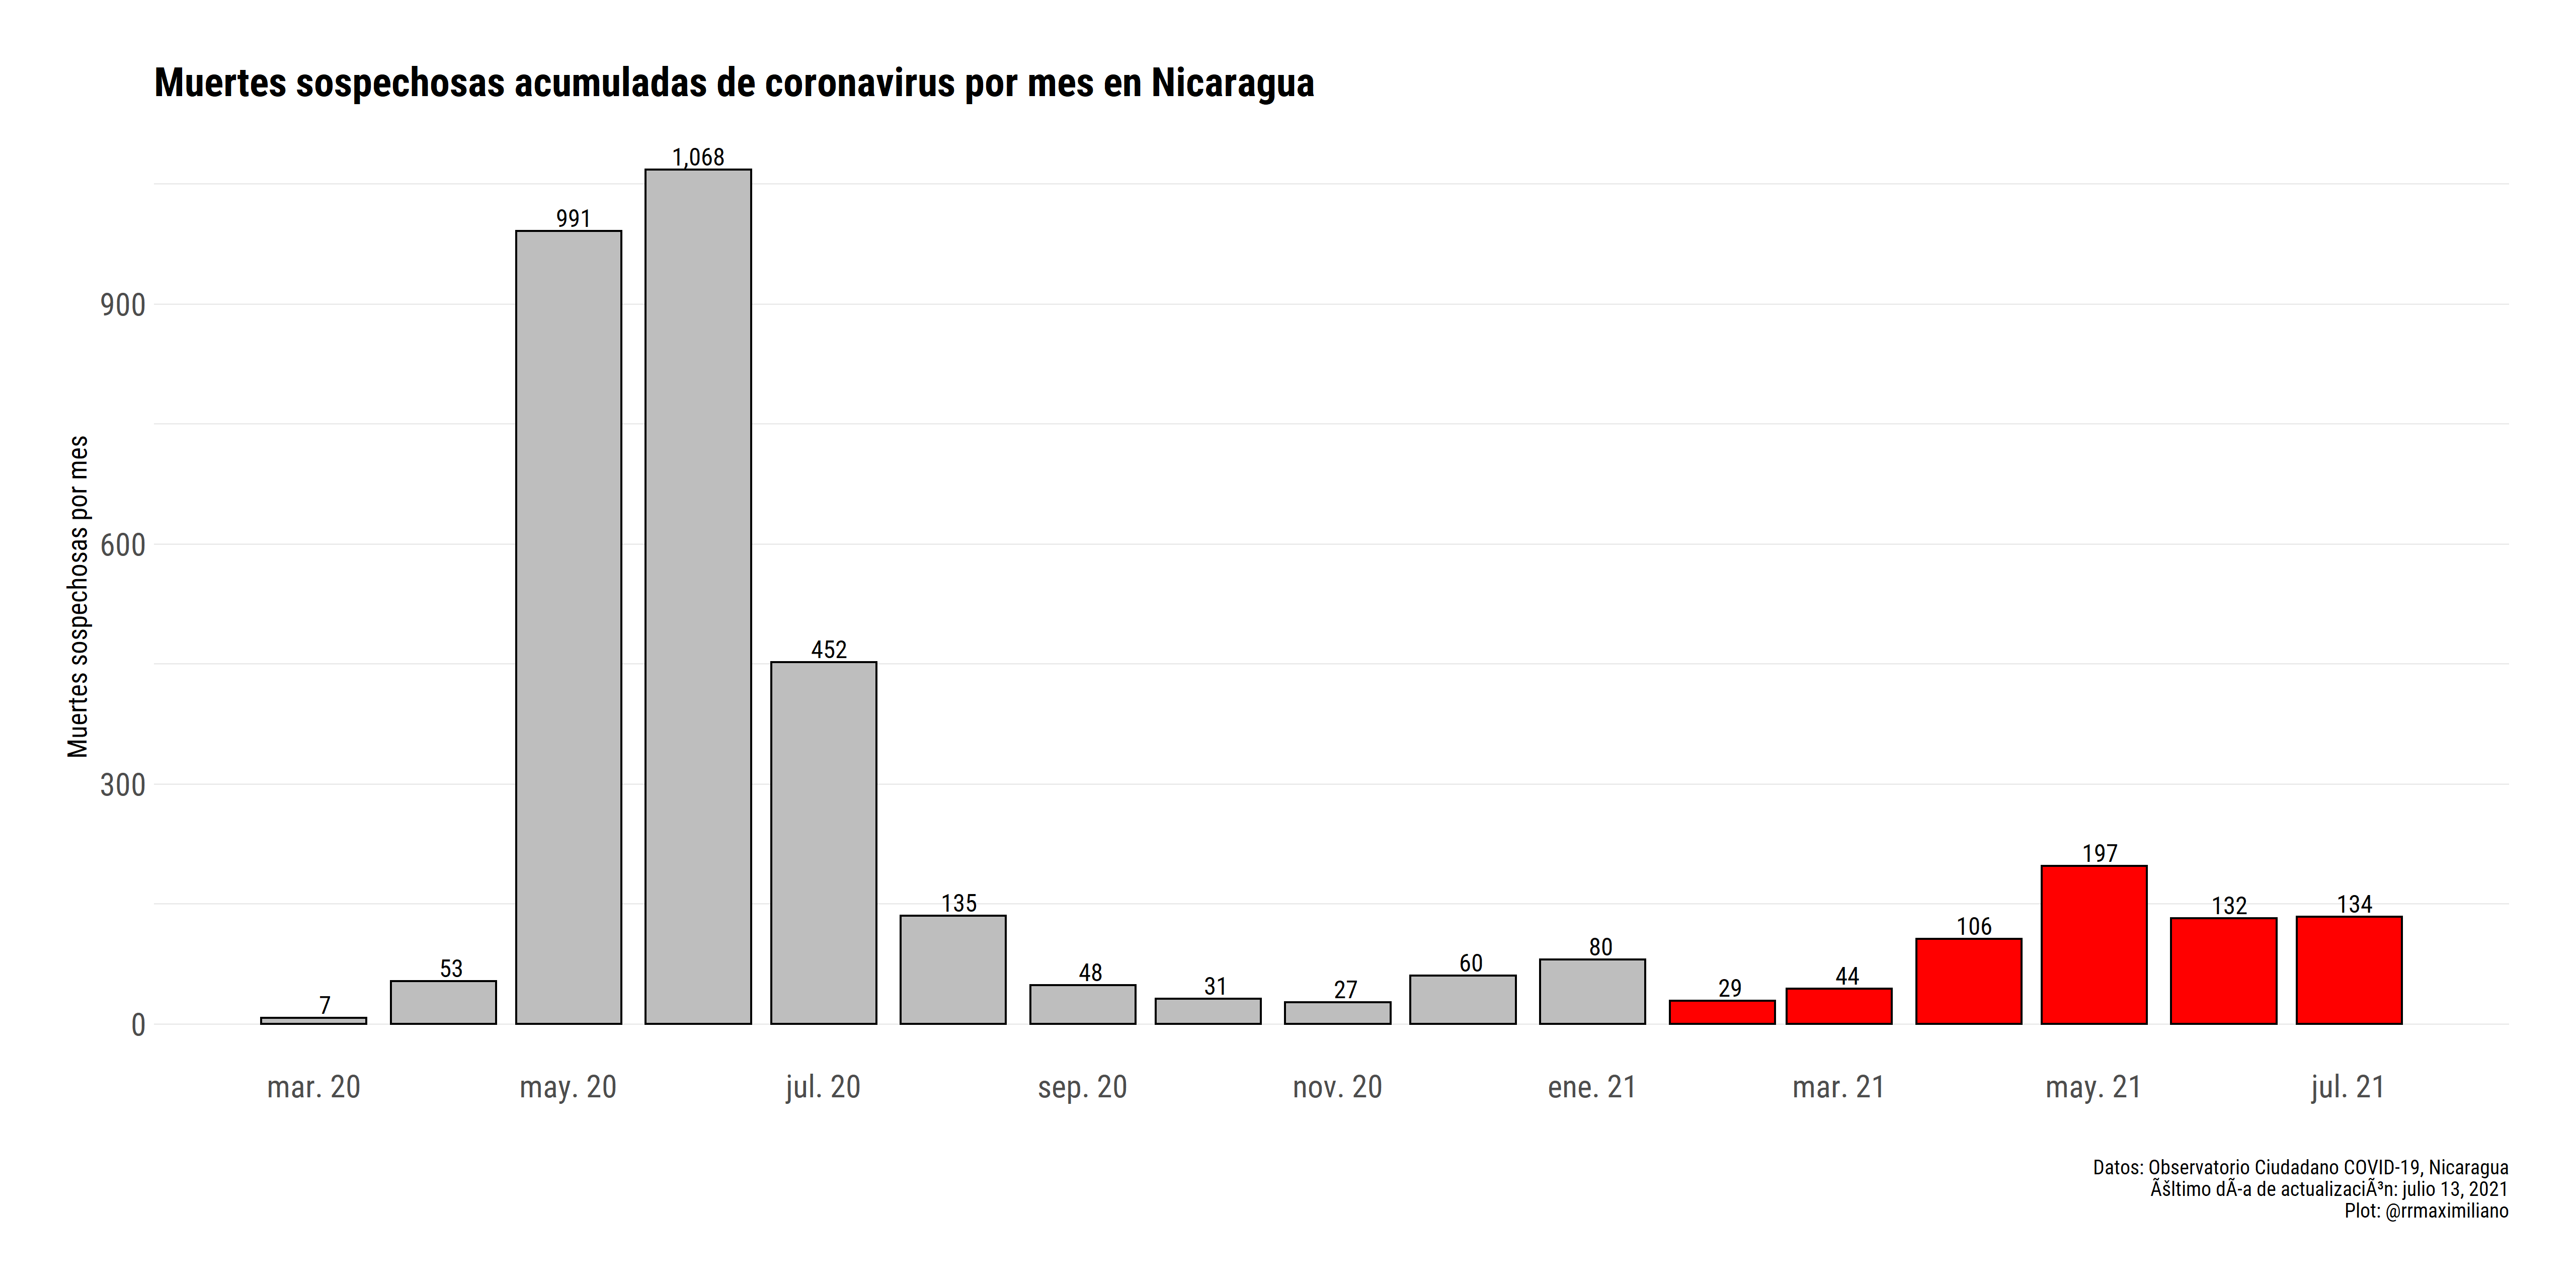 Muertes sospechosas acumuladas de coronavirus por mes en Nicaragua
Muertes sospechosas por mes
900
600
300
0
7
53
991
1,068
452
135
48
31
27
60
80
29
44
106
197
132
134
mar. 20
may. 20
jul. 20
sep. 20
nov. 20
ene. 21
mar. 21
may. 21
jul. 21
Datos: Observatorio Ciudadano COVID-19, Nicaragua
Ãšltimo dÃ-a de actualizaciÃ³n: julio 13, 2021
Plot: @rrmaximiliano